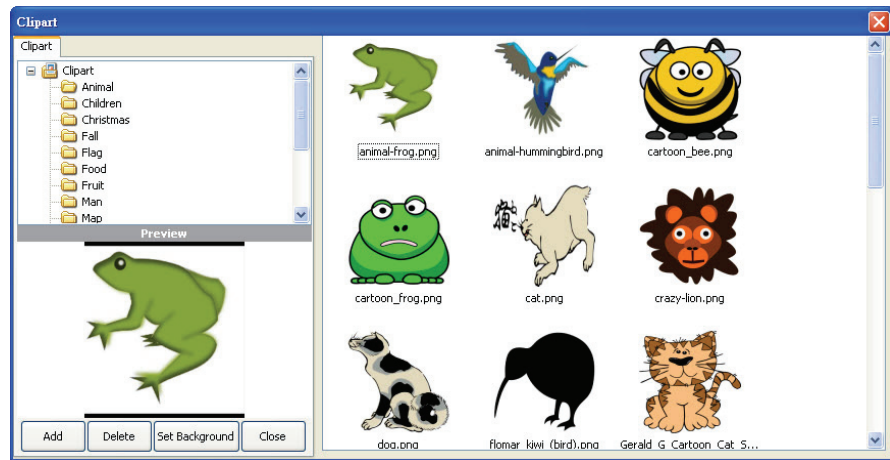 Clipart
Clipart
Clipart
Animal
Children
Christmas
Fall
Flag
Food
Fruit
Man
Map
Preview
Add Delete Set Background Close
animal-frog.png animal-hummingbird.png cartoon_bee.png
猫
cartoon_frog.png cat.png crazy-lion.png
dog.png flomar_kiwi_(bird).png Gerald_G_Cartoon_Cat_S...